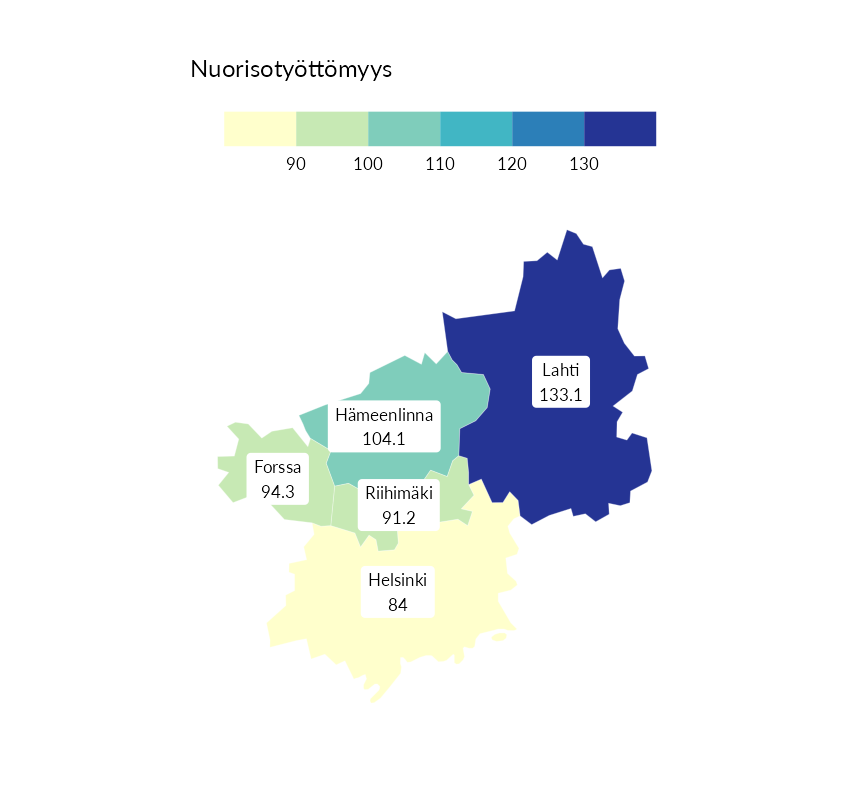 Nuorisotyöttömyys
90 100 110 120 130
Lahti
133.1
Hämeenlinna
104.1
Forssa
94.3
Riihimäki
91.2
Helsinki
84